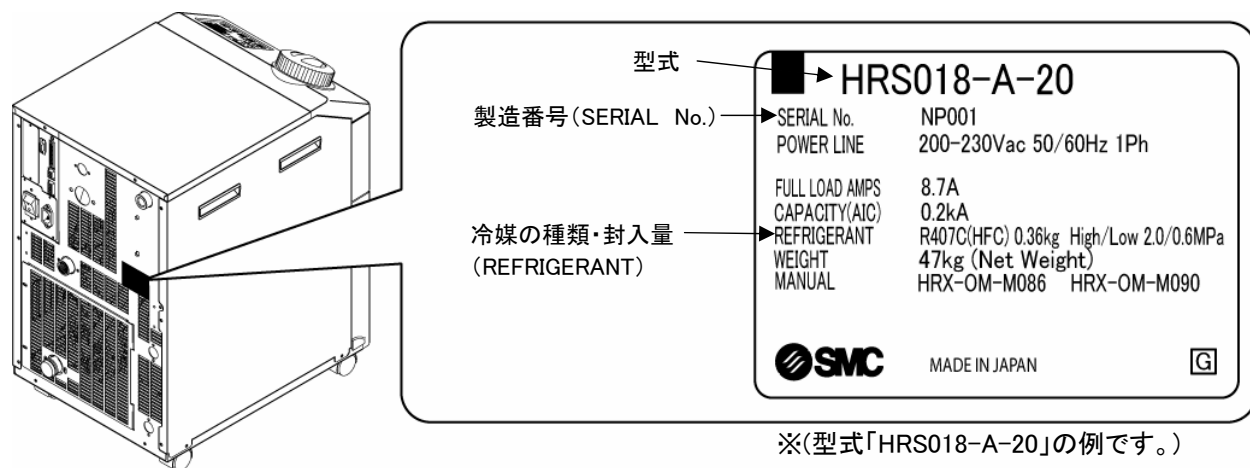 型式
HRS018-A-20
製造番号(SERIAL No.)
SERIAL No. NP001
POWER LINE 200-230Vac 50/60Hz 1Ph
FULL LOAD AMPS 8.7A
CAPACITY(AIC) 0.2kA
冷媒の種類・封入量
(REFRIGERANT)
REFRIGERANT R407C(HFC) 0.36kg High/Low 2.0/0.6MPa
WEIGHT 47kg (Net Weight)
MANUAL HRX-OM-M086 HRX-OM-M090
SMC MADE IN JAPAN G
※(型式「HRS018-A-20」の例です。)